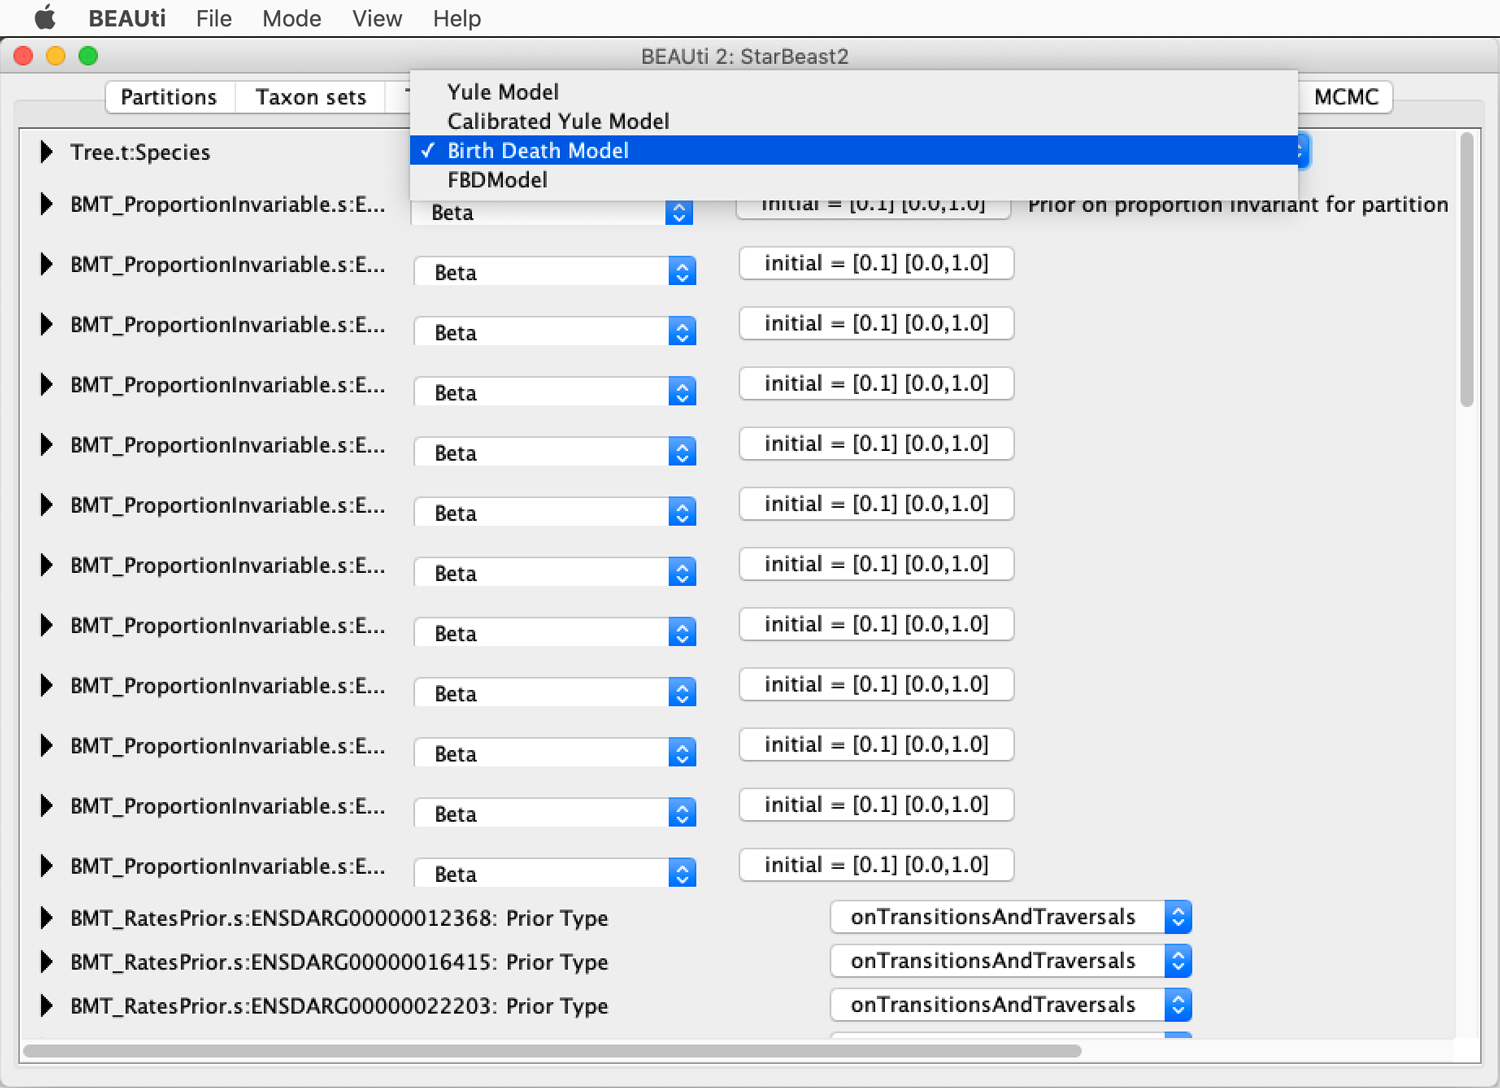 BEAUti File Mode View Help
BEAUti 2: StarBeast2
Partitions Taxon sets MCMC
Yule Model
Calibrated Yule Model
Tree.t:Species ✓ Birth Death Model
FBDModel
BMT_ProportionInvariable.s:E... Beta initial = [0.1] [0.0,1.0] Prior on proportion invariant for partition
BMT_ProportionInvariable.s:E... Beta initial = [0.1] [0.0,1.0]
BMT_ProportionInvariable.s:E... Beta initial = [0.1] [0.0,1.0]
BMT_ProportionInvariable.s:E... Beta initial = [0.1] [0.0,1.0]
BMT_ProportionInvariable.s:E... Beta initial = [0.1] [0.0,1.0]
BMT_ProportionInvariable.s:E... Beta initial = [0.1] [0.0,1.0]
BMT_ProportionInvariable.s:E... Beta initial = [0.1] [0.0,1.0]
BMT_ProportionInvariable.s:E... Beta initial = [0.1] [0.0,1.0]
BMT_ProportionInvariable.s:E... Beta initial = [0.1] [0.0,1.0]
BMT_ProportionInvariable.s:E... Beta initial = [0.1] [0.0,1.0]
BMT_ProportionInvariable.s:E... Beta initial = [0.1] [0.0,1.0]
BMT_ProportionInvariable.s:E... Beta initial = [0.1] [0.0,1.0]
BMT_RatesPrior.s:ENSDARG00000012368: Prior Type onTransitionsAndTraversals
BMT_RatesPrior.s:ENSDARG00000016415: Prior Type onTransitionsAndTraversals
BMT_RatesPrior.s:ENSDARG00000022203: Prior Type onTransitionsAndTraversals